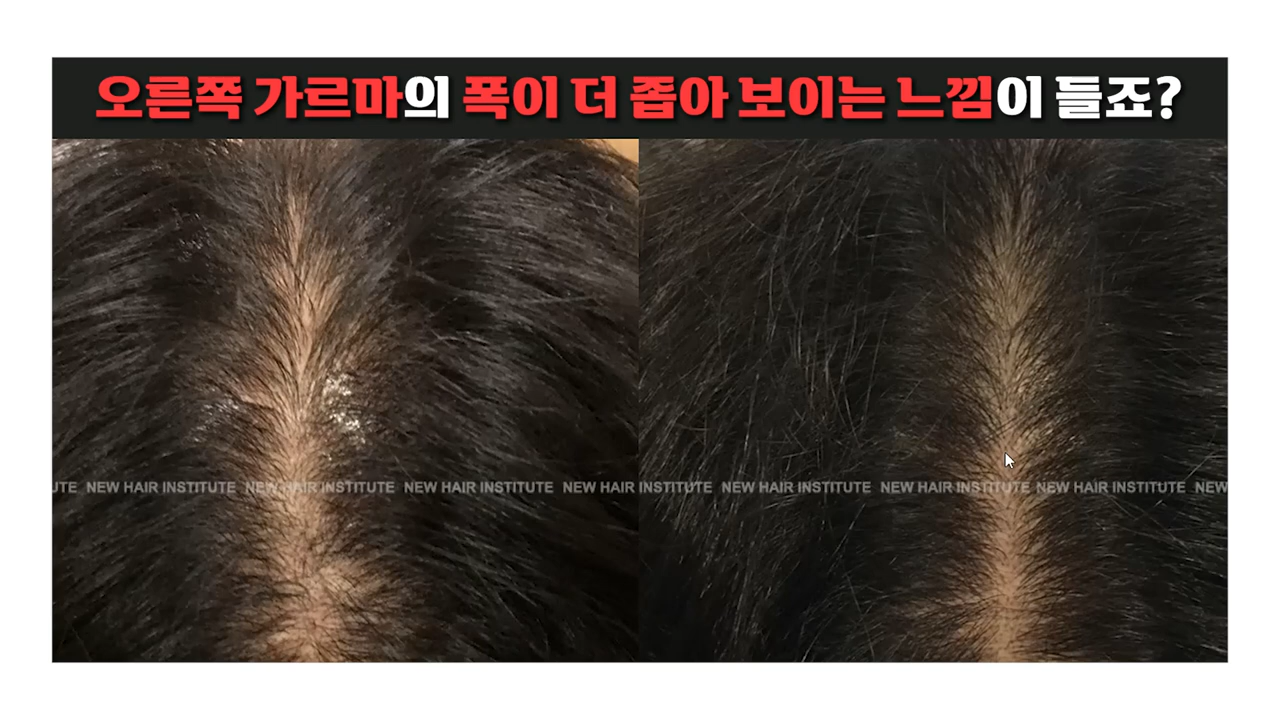 오른쪽 가르마의 폭이 더 좁아 보이는 느낌이 들죠?
UTE NEW HAIR INSTITUTE NEW HAIR INSTITUTE NEW HAIR INSTITUTE NEW HAIR INSTITUTE NEW HAIR INSTITUTE NEW HAIR INSTITUTE NEW HAIR INSTITUTE NEW